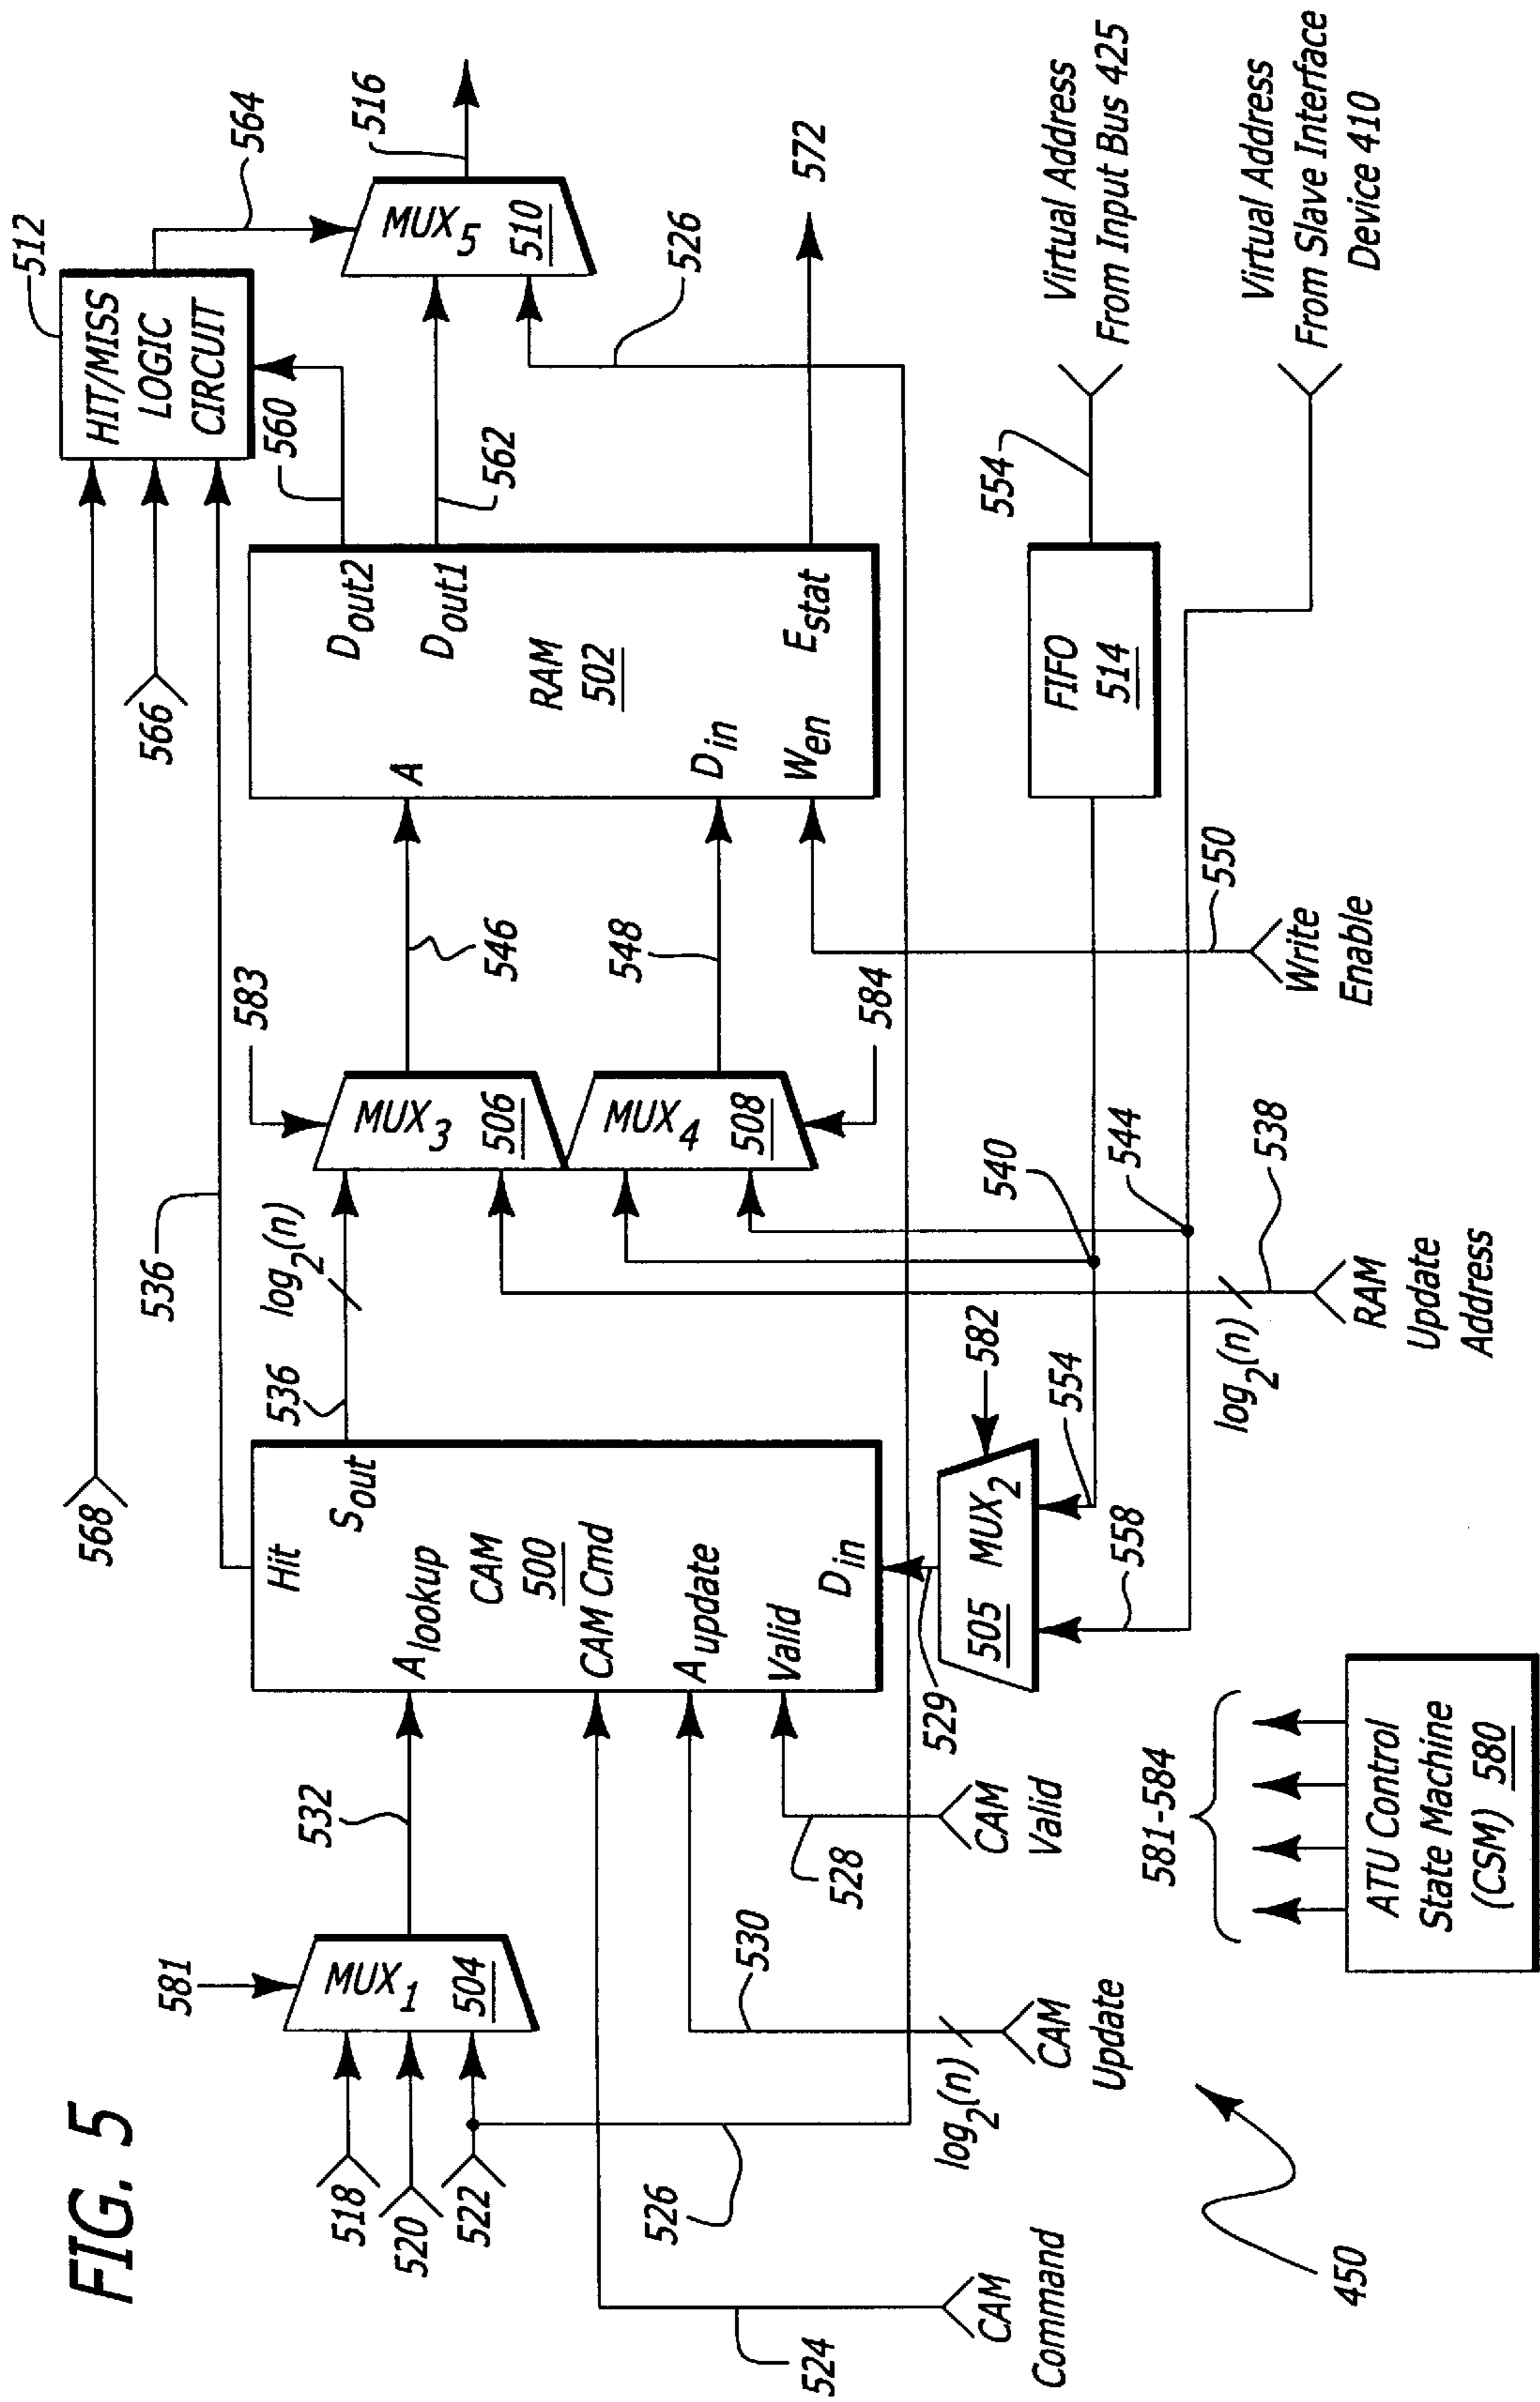 FIG. 5
512
HIT/MISS
LOGIC
CIRCUIT
564
516
MUX5
510
526
572
568
566
536
560
562
581
518
520
522
MUX1
504
532
Hit
Sout
Alookup
CAM
500
CAM Cmd
Aupdate
Valid
Din
536
log2(n)
583
MUX3
506
546
MUX4
508
548
584
A
Dout2
Dout1
RAM
502
Din
Wen
Estat
526
524
CAM
Command
530
log2(n)
CAM
Update
528
CAM
Valid
529
505 MUX2
582
558
554
540
544
538
log2(n)
RAM
Update
Address
550
Write
Enable
FIFO
514
554
Virtual Address
From Input Bus 425
Virtual Address
From Slave Interface
Device 410
450
581-584
ATU Control
State Machine
(CSM) 580